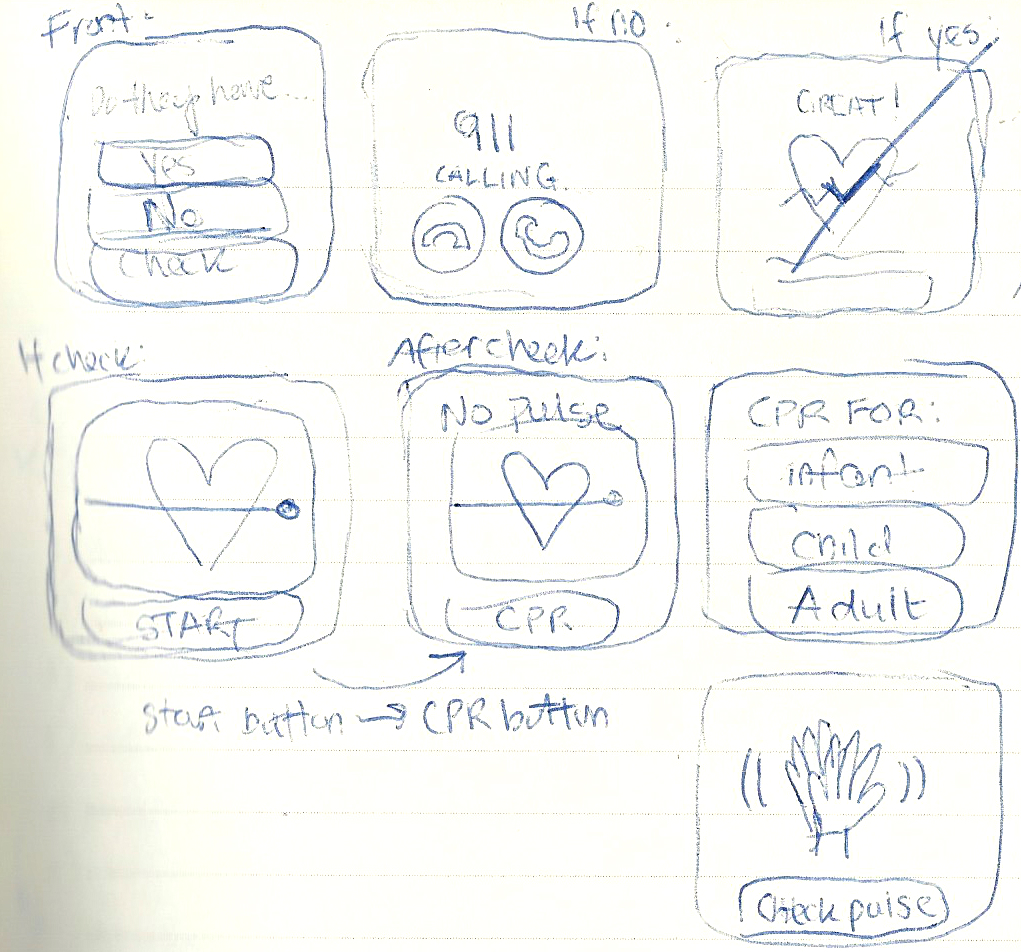 Front:
Do they have...
Yes
No
Check
If no:
911
CALLING.
If yes:
GREAT!
If check:
START
After check:
No pulse
CPR
CPR FOR:
infant
Child
Adult
Start button → CPR button
Check pulse